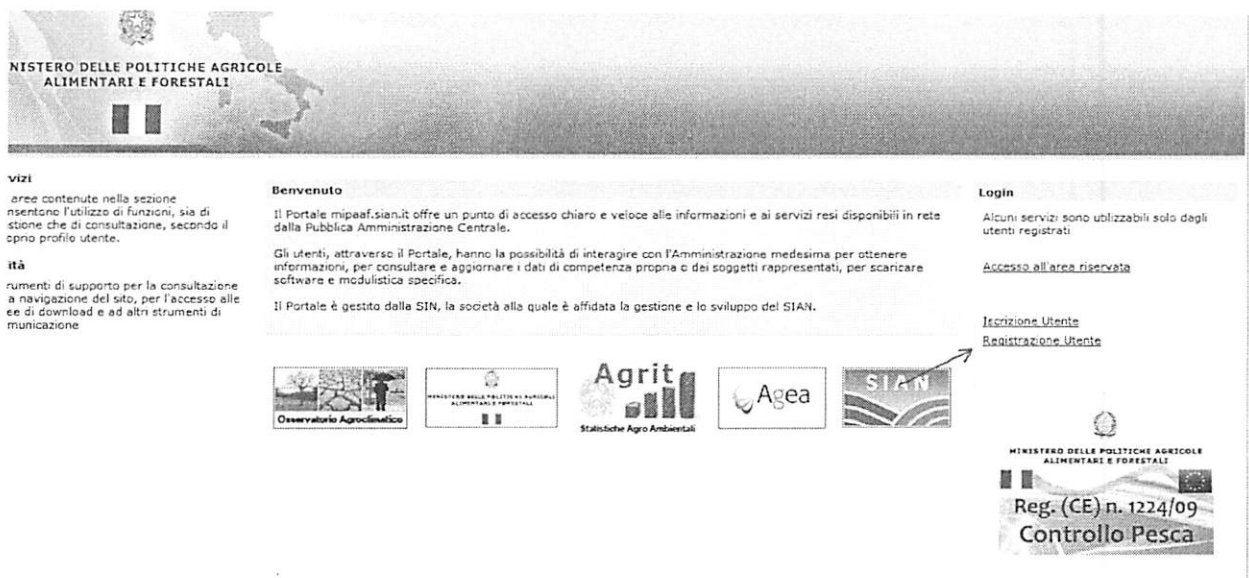 NISTERO DELLE POLITICHE AGRICOLE
ALIMENTARI E FORESTALI
vizi
aree contenute nella sezione
nsentono l'utilizzo di funzioni, sia di
stione che di consultazione, secondo il
oprio profilo utente.
ità
rumenti di supporto per la consultazione
a navigazione del sito, per l'accesso alle
ee di download e ad altri strumenti di
municazione
Benvenuto
Il Portale mipaaf.sian.it offre un punto di accesso chiaro e veloce alle informazioni e ai servizi resi disponibili in rete
dalla Pubblica Amministrazione Centrale.
Gli utenti, attraverso il Portale, hanno la possibilità di interagire con l'Amministrazione medesima per ottenere
informazioni, per consultare e aggiornare i dati di competenza propria o dei soggetti rappresentati, per scaricare
software e modulistica specifica.
Il Portale è gestito dalla SIN, la società alla quale è affidata la gestione e lo sviluppo del SIAN.
Osservatorio Agroclimatico
MINISTERO DELLE POLITICHE AGRICOLE
ALIMENTARI E FORESTALI
Agrit
Statistiche Agro Ambientali
Agea
SIAN
Login
Alcuni servizi sono utilizzabili solo dagli
utenti registrati
Accesso all'area riservata
Iscrizione Utente
Registrazione Utente
MINISTERO DELLE POLITICHE AGRICOLE
ALIMENTARI E FORESTALI
Reg. (CE) n. 1224/09
Controllo Pesca